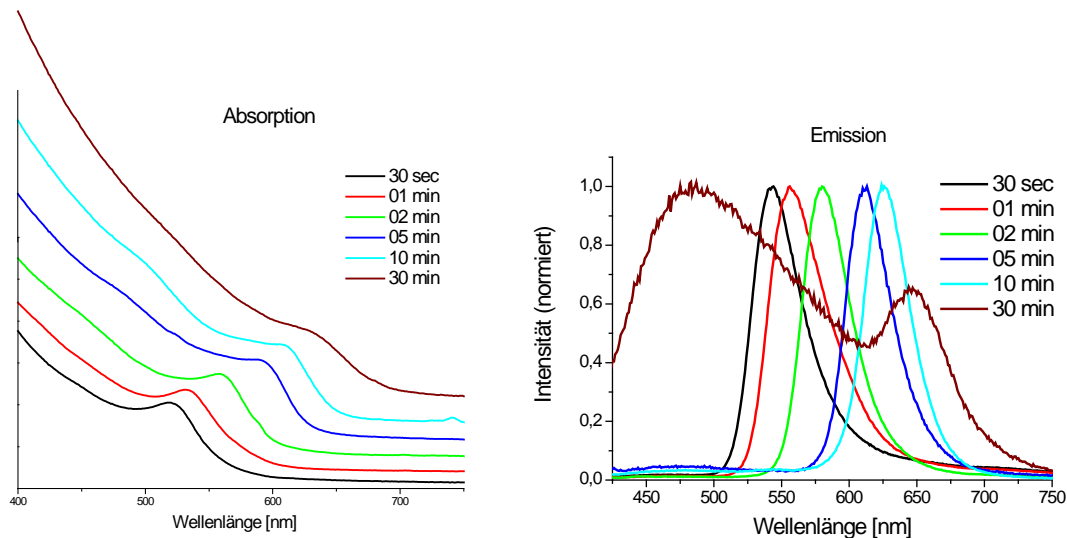 Absorption
30 sec
01 min
02 min
05 min
10 min
30 min
400
500
600
700
Wellenlänge [nm]
Emission
30 sec
01 min
02 min
05 min
10 min
30 min
1,0
0,8
0,6
0,4
0,2
0,0
Intensität (normiert)
450 500 550 600 650 700 750
Wellenlänge [nm]